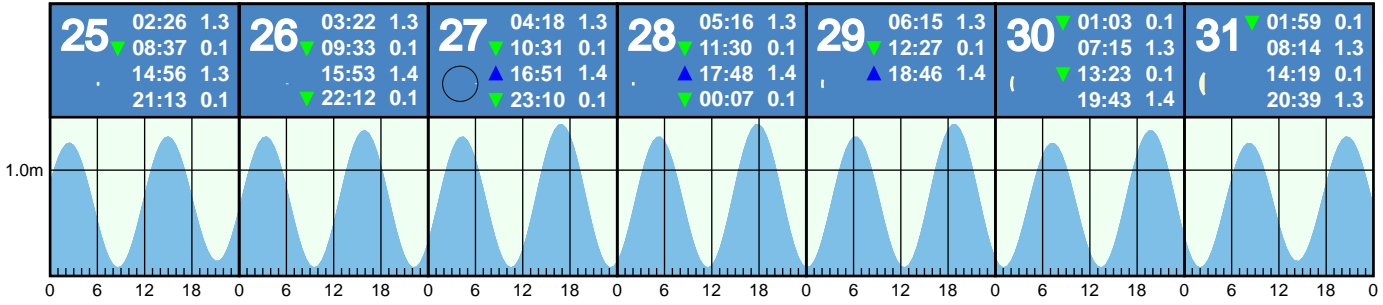 25 02:26 1.3
▼ 08:37 0.1
14:56 1.3
21:13 0.1
26 03:22 1.3
▼ 09:33 0.1
15:53 1.4
▼ 22:12 0.1
27 04:18 1.3
▼ 10:31 0.1
▲ 16:51 1.4
▼ 23:10 0.1
28 05:16 1.3
▼ 11:30 0.1
▲ 17:48 1.4
▼ 00:07 0.1
29 06:15 1.3
▼ 12:27 0.1
▲ 18:46 1.4
30 ▼ 01:03 0.1
07:15 1.3
▼ 13:23 0.1
19:43 1.4
31 ▼ 01:59 0.1
08:14 1.3
14:19 0.1
20:39 1.3
1.0m
0 6 12 18 0 6 12 18 0 6 12 18 0 6 12 18 0 6 12 18 0 6 12 18 0 6 12 18 0